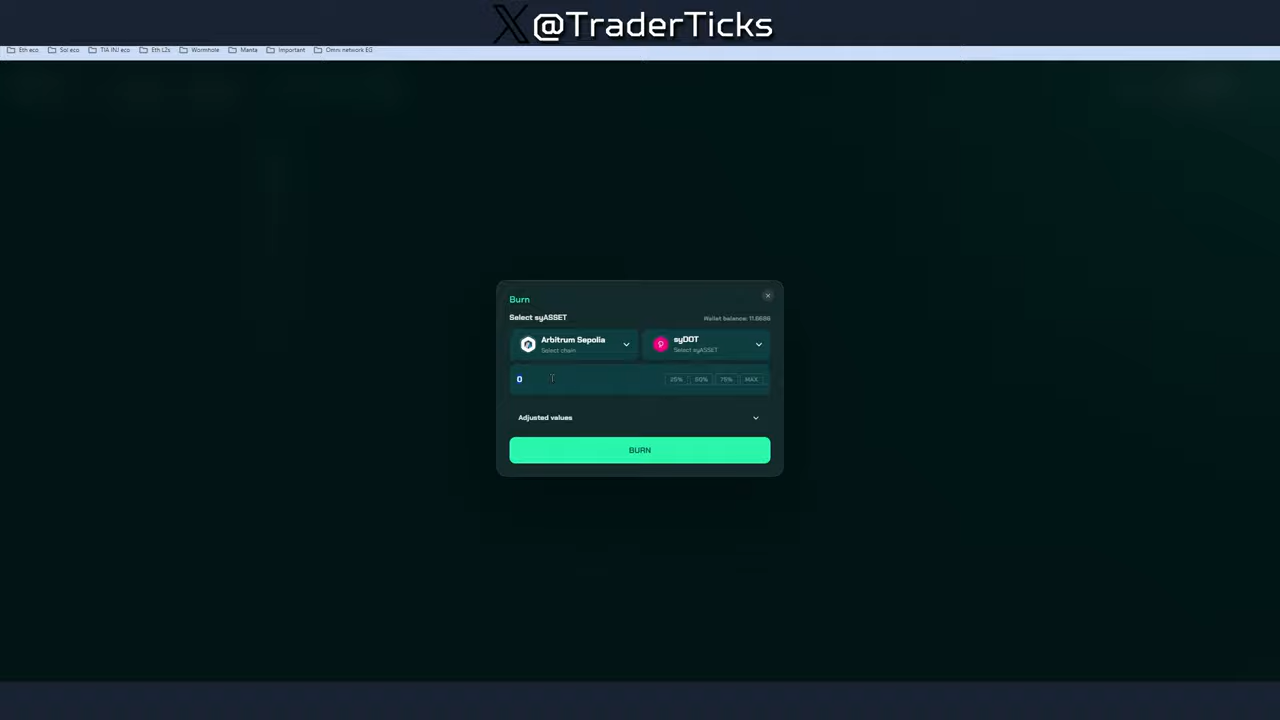 X @TraderTicks
Eth eco Sol eco TIA INJ eco Eth L2s Wormhole Manta Important Omni network EG
Burn
Select syASSET Wallet balance: 11.6686
Arbitrum Sepolia syDOT
Select chain Select syASSET
0 25% 50% 75% MAX
Adjusted values
BURN